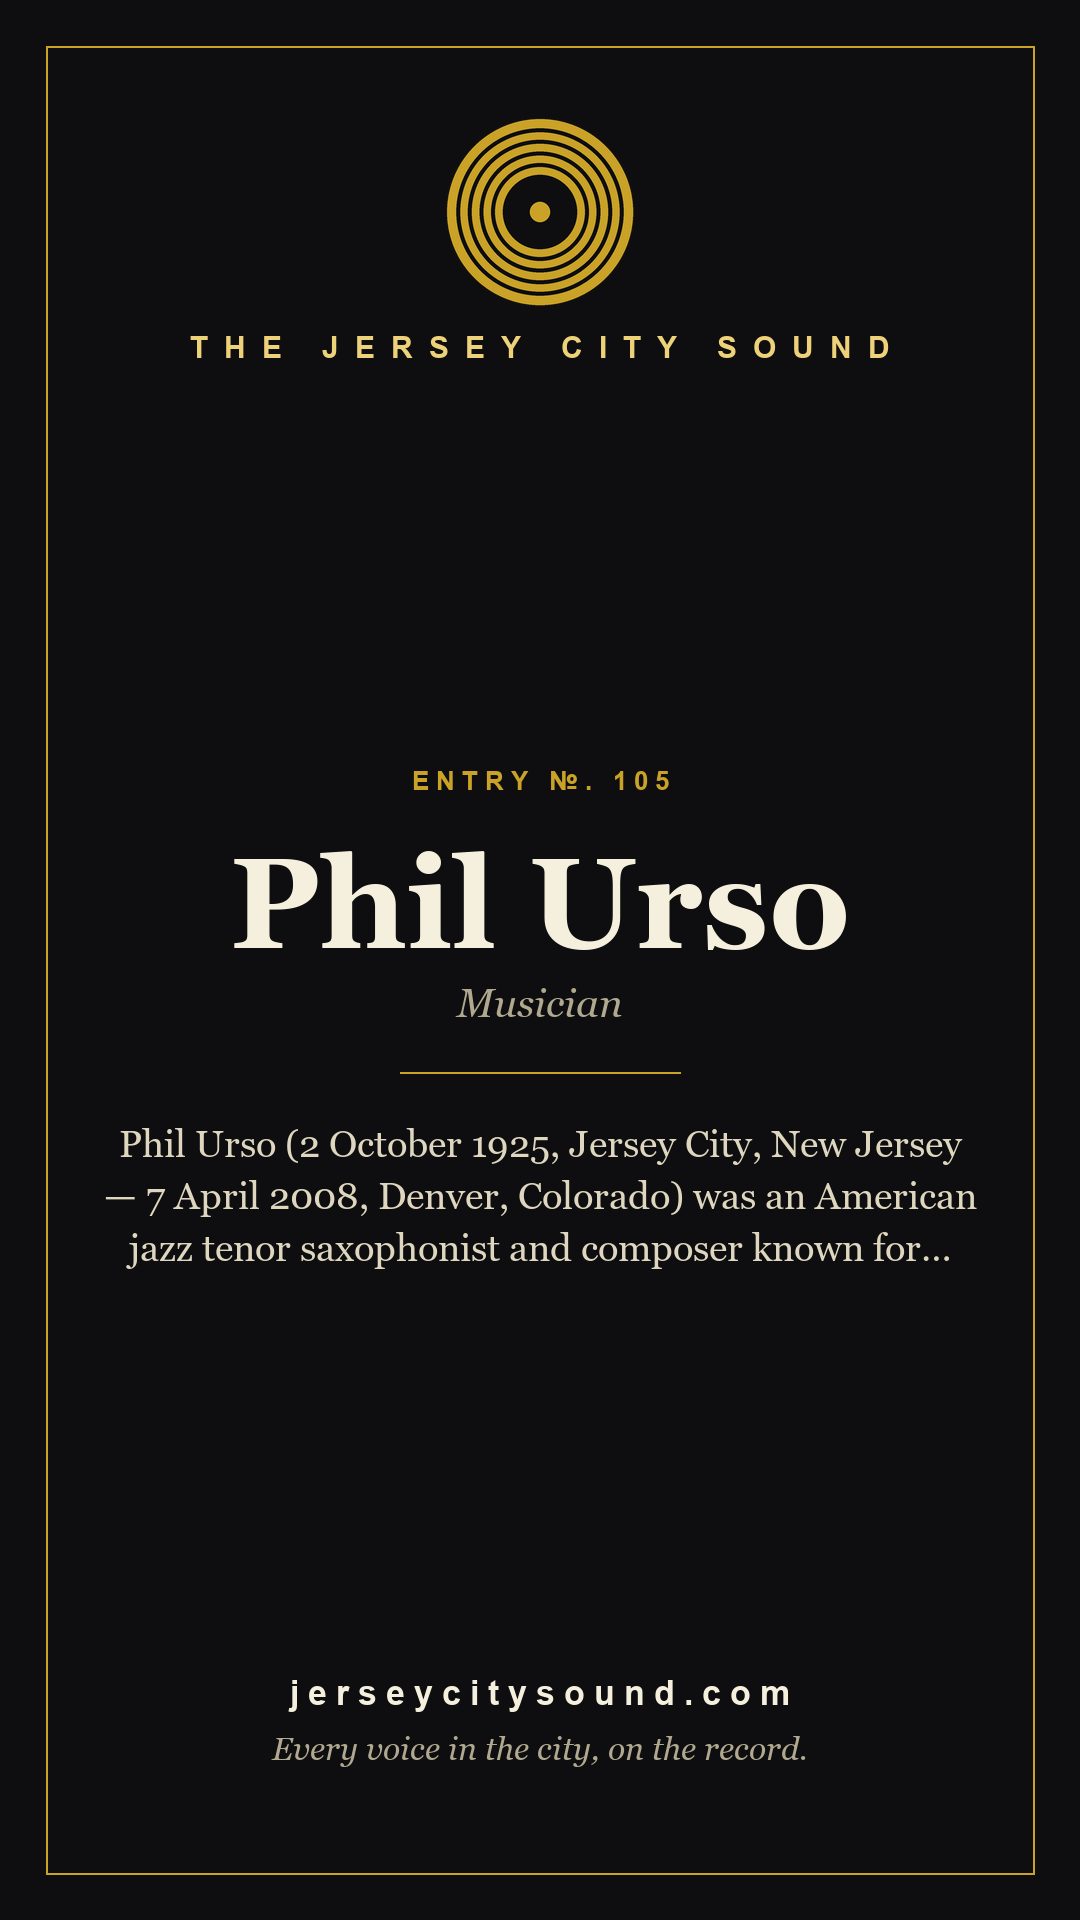 THE JERSEY CITY SOUND
ENTRY №. 105
Phil Urso
Musician
Phil Urso (2 October 1925, Jersey City, New Jersey
— 7 April 2008, Denver, Colorado) was an American
jazz tenor saxophonist and composer known for…
jerseycitysound.com
Every voice in the city, on the record.